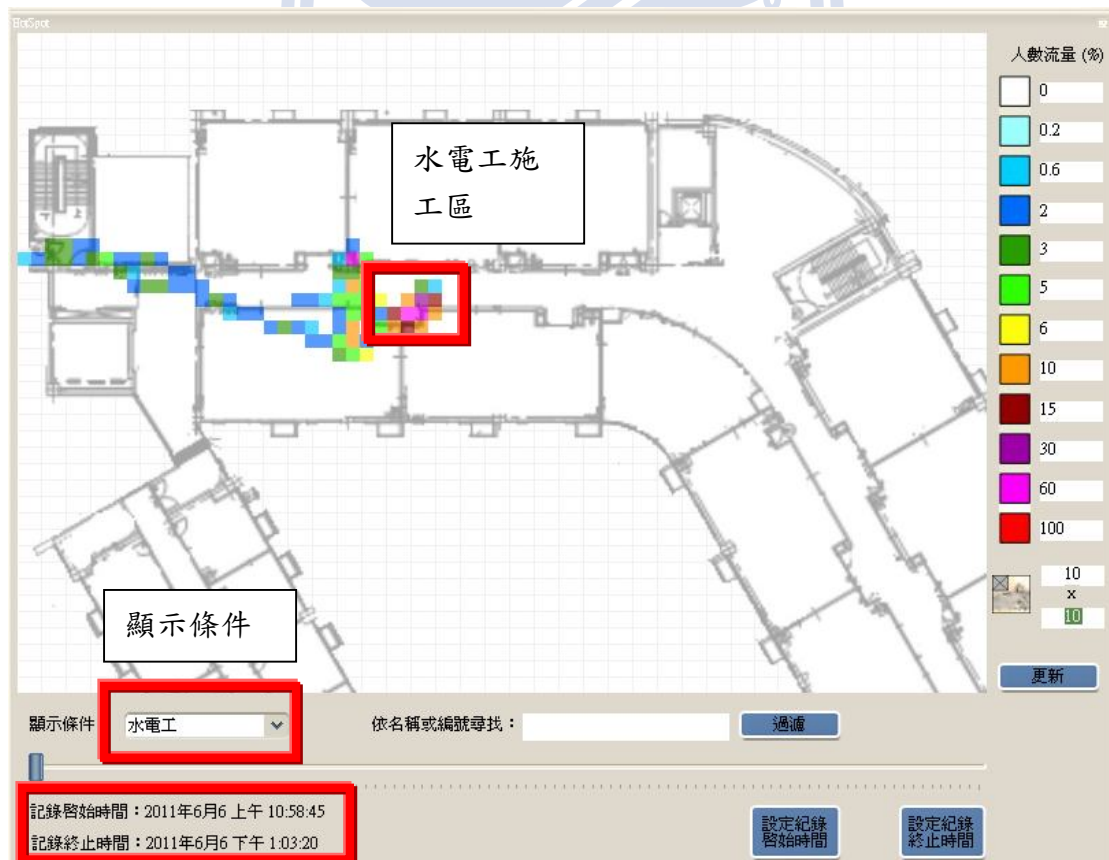 HotSpot
人數流量 (%)
0
0.2
0.6
2
3
5
6
10
15
30
60
100
10
x
10
更新
水電工施
工區
顯示條件
顯示條件
水電工
依名稱或編號尋找：
過濾
記錄啓始時間：2011年6月6 上午 10:58:45
記錄終止時間：2011年6月6 下午 1:03:20
設定紀錄
啓始時間
設定紀錄
終止時間